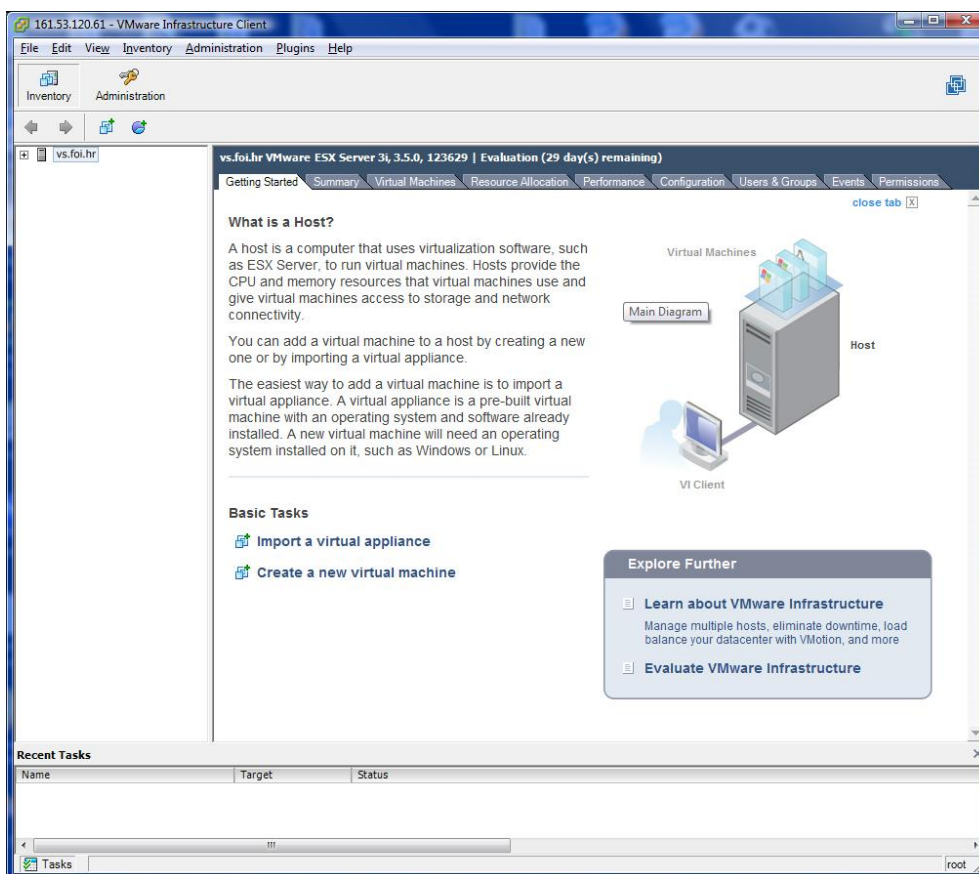 161.53.120.61 - VMware Infrastructure Client
File Edit View Inventory Administration Plugins Help
Inventory Administration
vs.foi.hr
vs.foi.hr VMware ESX Server 3i, 3.5.0, 123629 | Evaluation (29 day(s) remaining)
Getting Started Summary Virtual Machines Resource Allocation Performance Configuration Users & Groups Events Permissions
close tab X
What is a Host?
A host is a computer that uses virtualization software, such
as ESX Server, to run virtual machines. Hosts provide the
CPU and memory resources that virtual machines use and
give virtual machines access to storage and network
connectivity.
You can add a virtual machine to a host by creating a new
one or by importing a virtual appliance.
The easiest way to add a virtual machine is to import a
virtual appliance. A virtual appliance is a pre-built virtual
machine with an operating system and software already
installed. A new virtual machine will need an operating
system installed on it, such as Windows or Linux.
Virtual Machines
Main Diagram
Host
VI Client
Basic Tasks
Import a virtual appliance
Create a new virtual machine
Explore Further
Learn about VMware Infrastructure
Manage multiple hosts, eliminate downtime, load
balance your datacenter with VMotion, and more
Evaluate VMware Infrastructure
Recent Tasks
Name Target Status
Tasks root